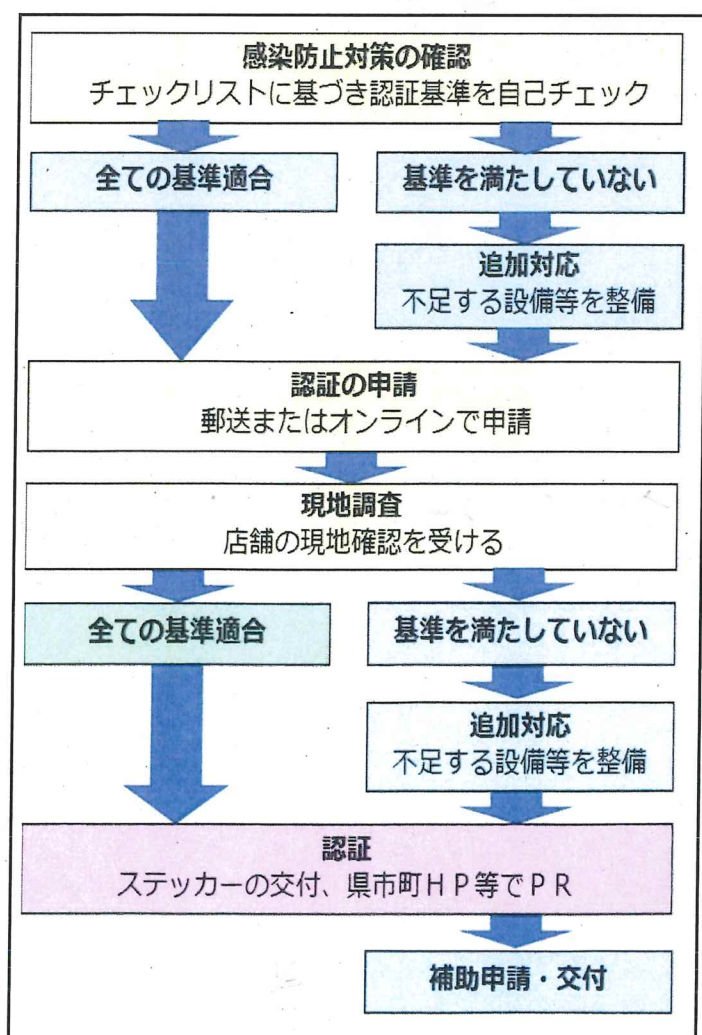 感染防止対策の確認
チェックリストに基づき認証基準を自己チェック
全ての基準適合
基準を満たしていない
追加対応
不足する設備等を整備
認証の申請
郵送またはオンラインで申請
現地調査
店舗の現地確認を受ける
全ての基準適合
基準を満たしていない
追加対応
不足する設備等を整備
認証
ステッカーの交付、県市町ＨＰ等でＰＲ
補助申請・交付